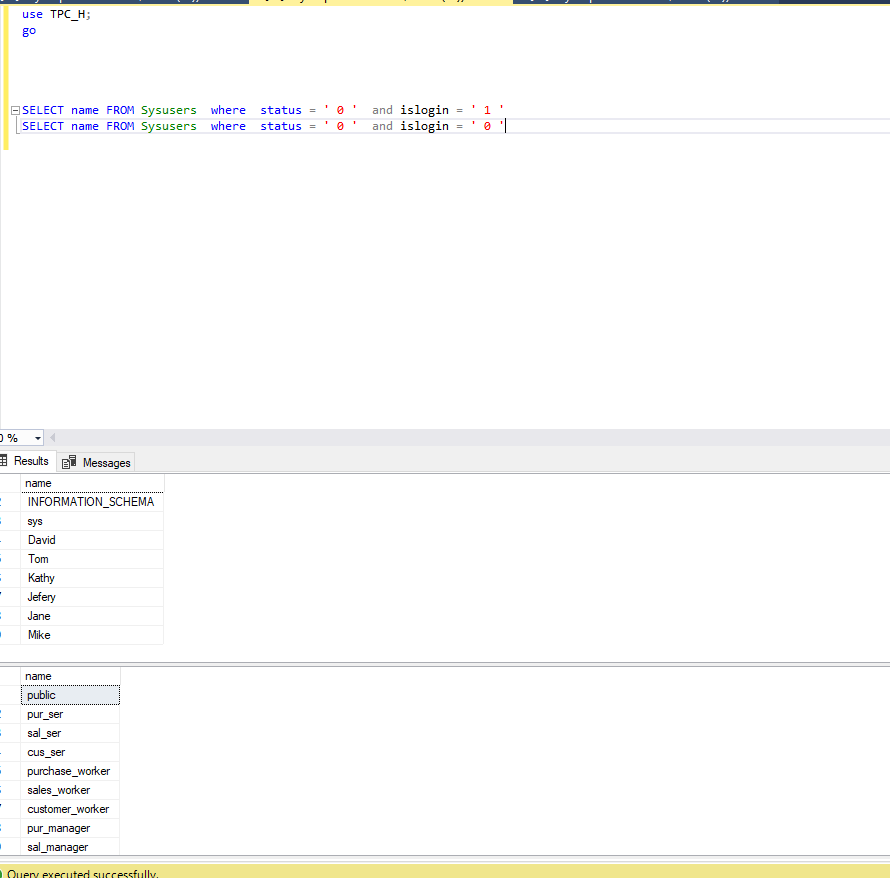 use TPC_H;
go
SELECT name FROM Sysusers  where  status = ' 0 '  and islogin = ' 1 '
SELECT name FROM Sysusers  where  status = ' 0 '  and islogin = ' 0 '
%
Results
Messages
name
INFORMATION_SCHEMA
sys
David
Tom
Kathy
Jefery
Jane
Mike
name
public
pur_ser
sal_ser
cus_ser
purchase_worker
sales_worker
customer_worker
pur_manager
sal_manager
Query executed successfully.